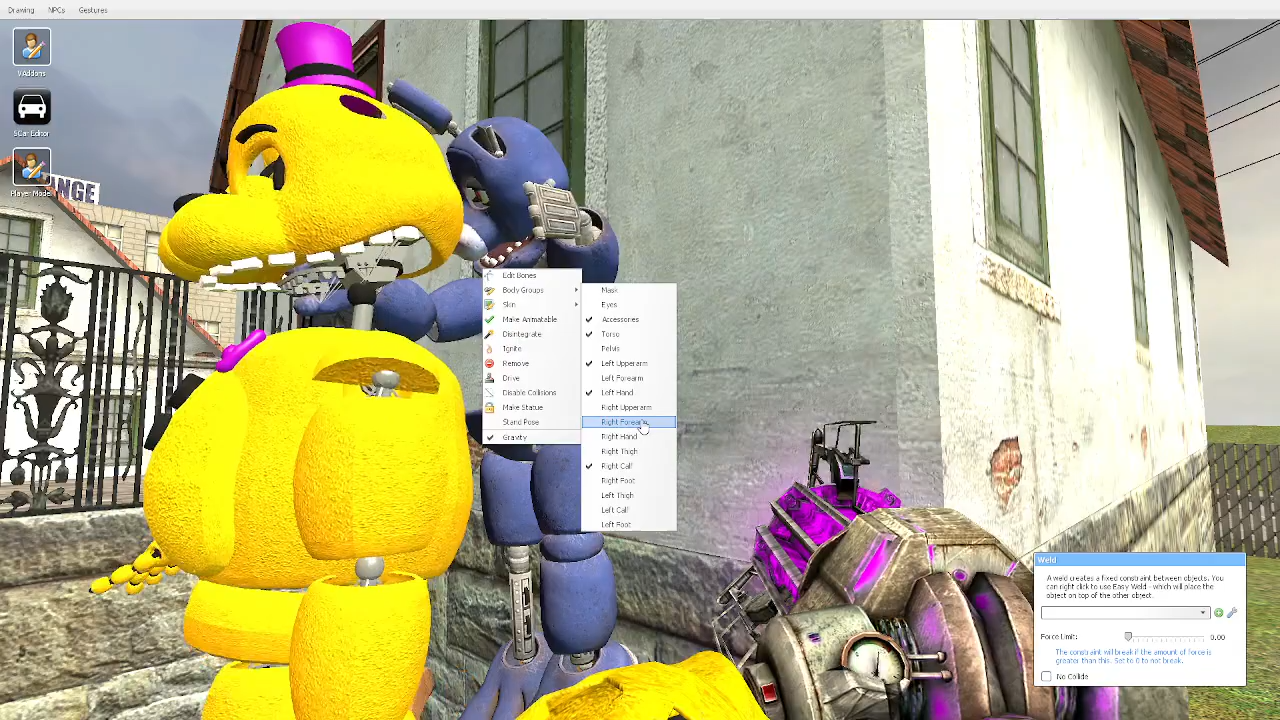 Drawing NPCs Gestures
VAddons
SCar Editor
Player Model
NGE
Edit Bones
Body Groups
Skin
Make Animatable
Disintegrate
Ignite
Remove
Drive
Disable Collisions
Make Statue
Stand Pose
Gravity
Mask
Eyes
Accessories
Torso
Pelvis
Left Upperarm
Left Forearm
Left Hand
Right Upperarm
Right Forearm
Right Hand
Right Thigh
Right Calf
Right Foot
Left Thigh
Left Calf
Left Foot
Weld
A weld creates a fixed constraint between objects. You
can right click to use Easy Weld - which will place the
object on top of the other object.
Force Limit: 0.00
The constraint will break if the amount of force is
greater than this. Set to 0 to not break.
No Collide